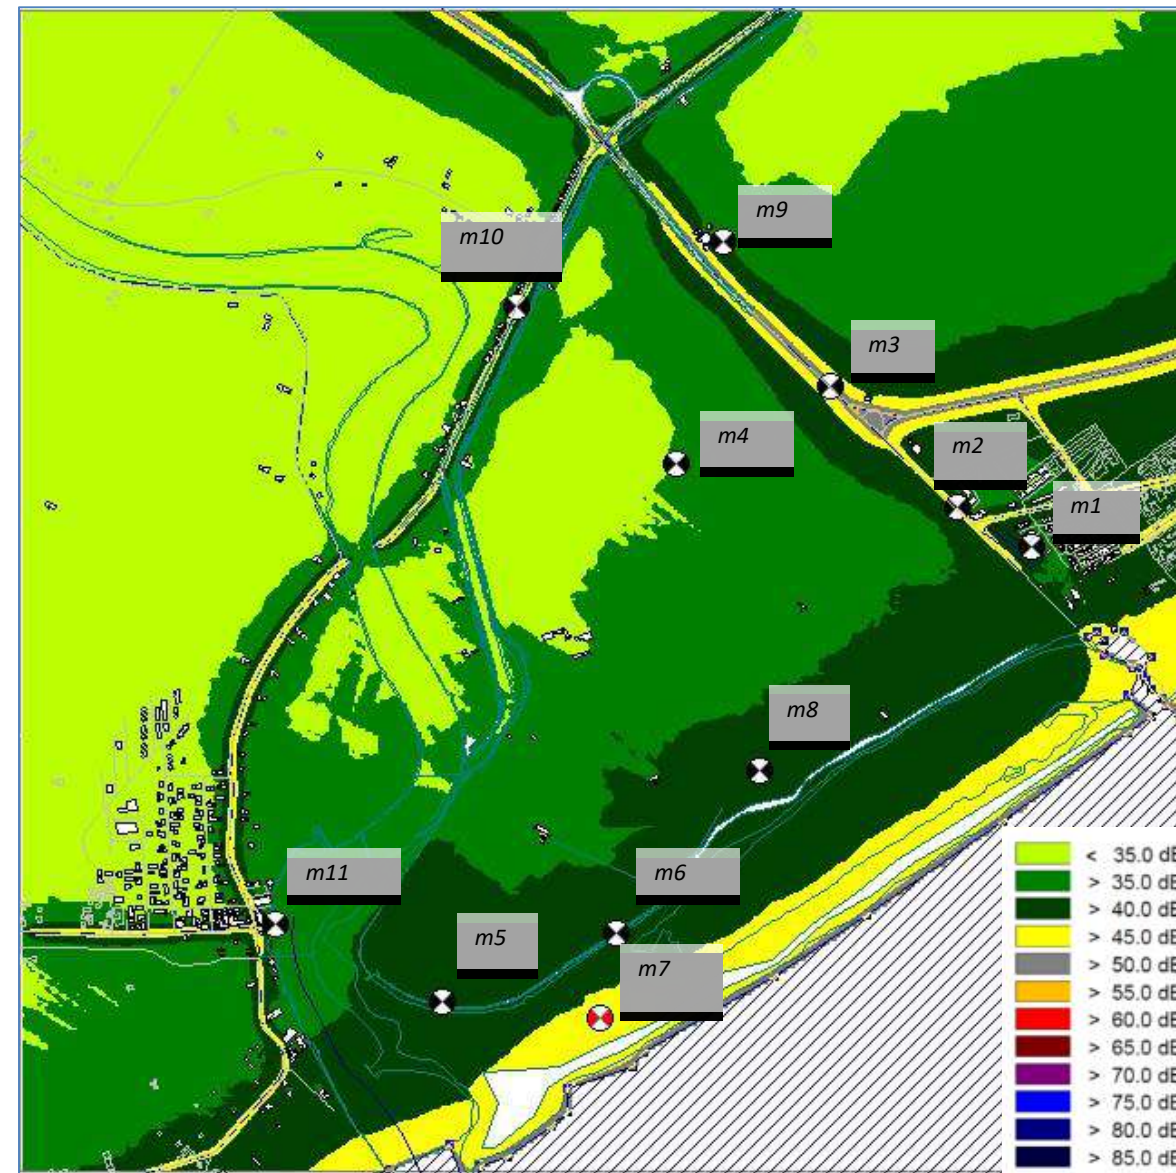 m9
m10
m3
m4
m2
m1
m8
m11
m6
m5
m7
< 35.0 dB
> 35.0 dB
> 40.0 dB
> 45.0 dB
> 50.0 dB
> 55.0 dB
> 60.0 dB
> 65.0 dB
> 70.0 dB
> 75.0 dB
> 80.0 dB
> 85.0 dB